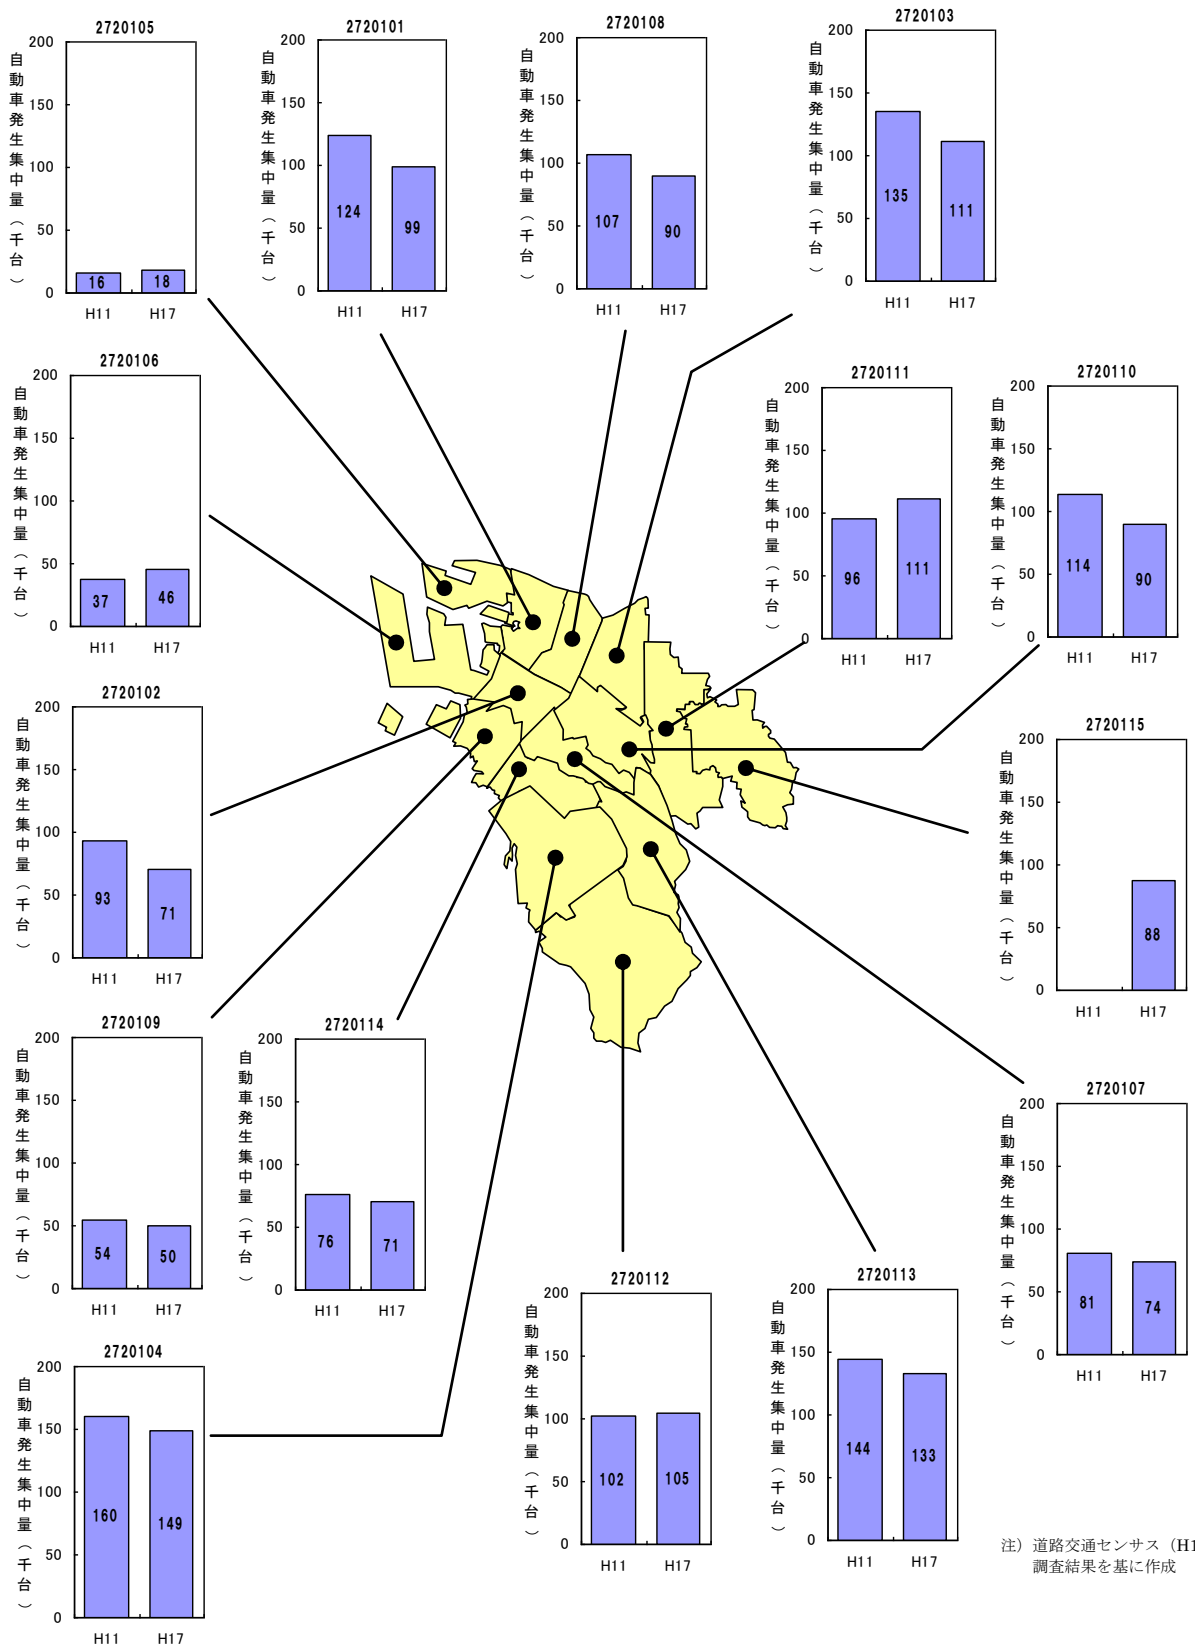 2720105
自動車発生集中量（千台）
200
150
100
50
0
16
18
H11
H17
2720101
自動車発生集中量（千台）
200
150
100
50
0
124
99
H11
H17
2720108
自動車発生集中量（千台）
200
150
100
50
0
107
90
H11
H17
2720103
自動車発生集中量（千台）
200
150
100
50
0
135
111
H11
H17
2720106
自動車発生集中量（千台）
200
150
100
50
0
37
46
H11
H17
2720111
自動車発生集中量（千台）
200
150
100
50
0
96
111
H11
H17
2720110
自動車発生集中量（千台）
200
150
100
50
0
114
90
H11
H17
2720102
自動車発生集中量（千台）
200
150
100
50
0
93
71
H11
H17
2720115
自動車発生集中量（千台）
200
150
100
50
0
88
H11
H17
2720109
自動車発生集中量（千台）
200
150
100
50
0
54
50
H11
H17
2720114
自動車発生集中量（千台）
200
150
100
50
0
76
71
H11
H17
2720107
自動車発生集中量（千台）
200
150
100
50
0
81
74
H11
H17
2720104
自動車発生集中量（千台）
200
150
100
50
0
160
149
H11
H17
2720112
自動車発生集中量（千台）
200
150
100
50
0
102
105
H11
H17
2720113
自動車発生集中量（千台）
200
150
100
50
0
144
133
H11
H17
注）道路交通センサス（H1
調査結果を基に作成